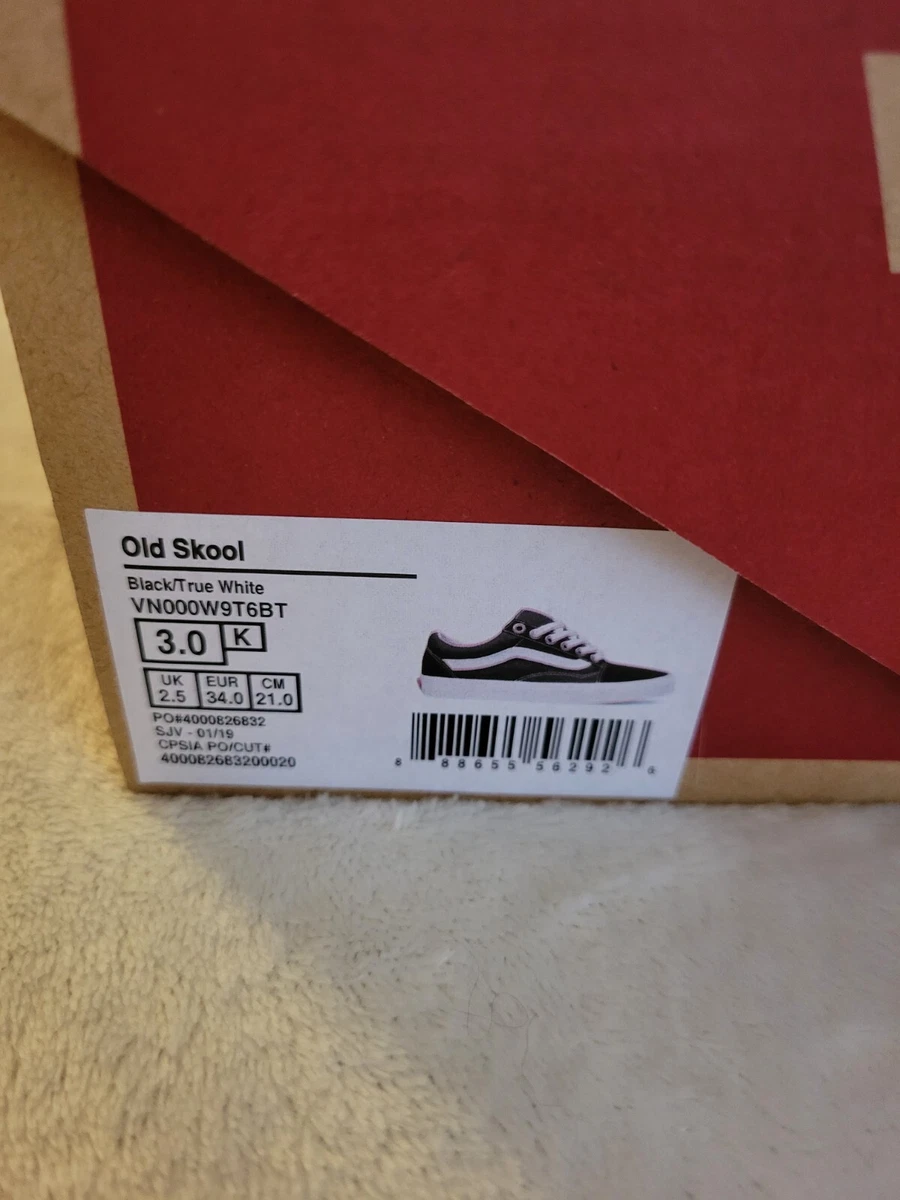 Old Skool
Black/True White
VN000W9T6BT
3.0 K
UK EUR CM
2.5 34.0 21.0
PO#4000826832
SJV - 01/19
CPSIA PO/CUT#
400082683200020
8 88655 56292 6